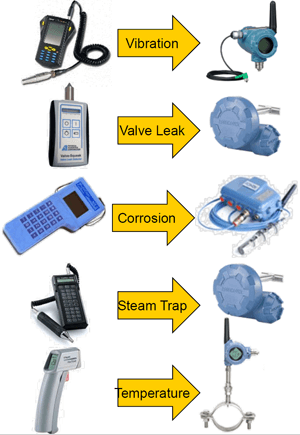 Vibration
Valve Leak
Corrosion
Steam Trap
Temperature